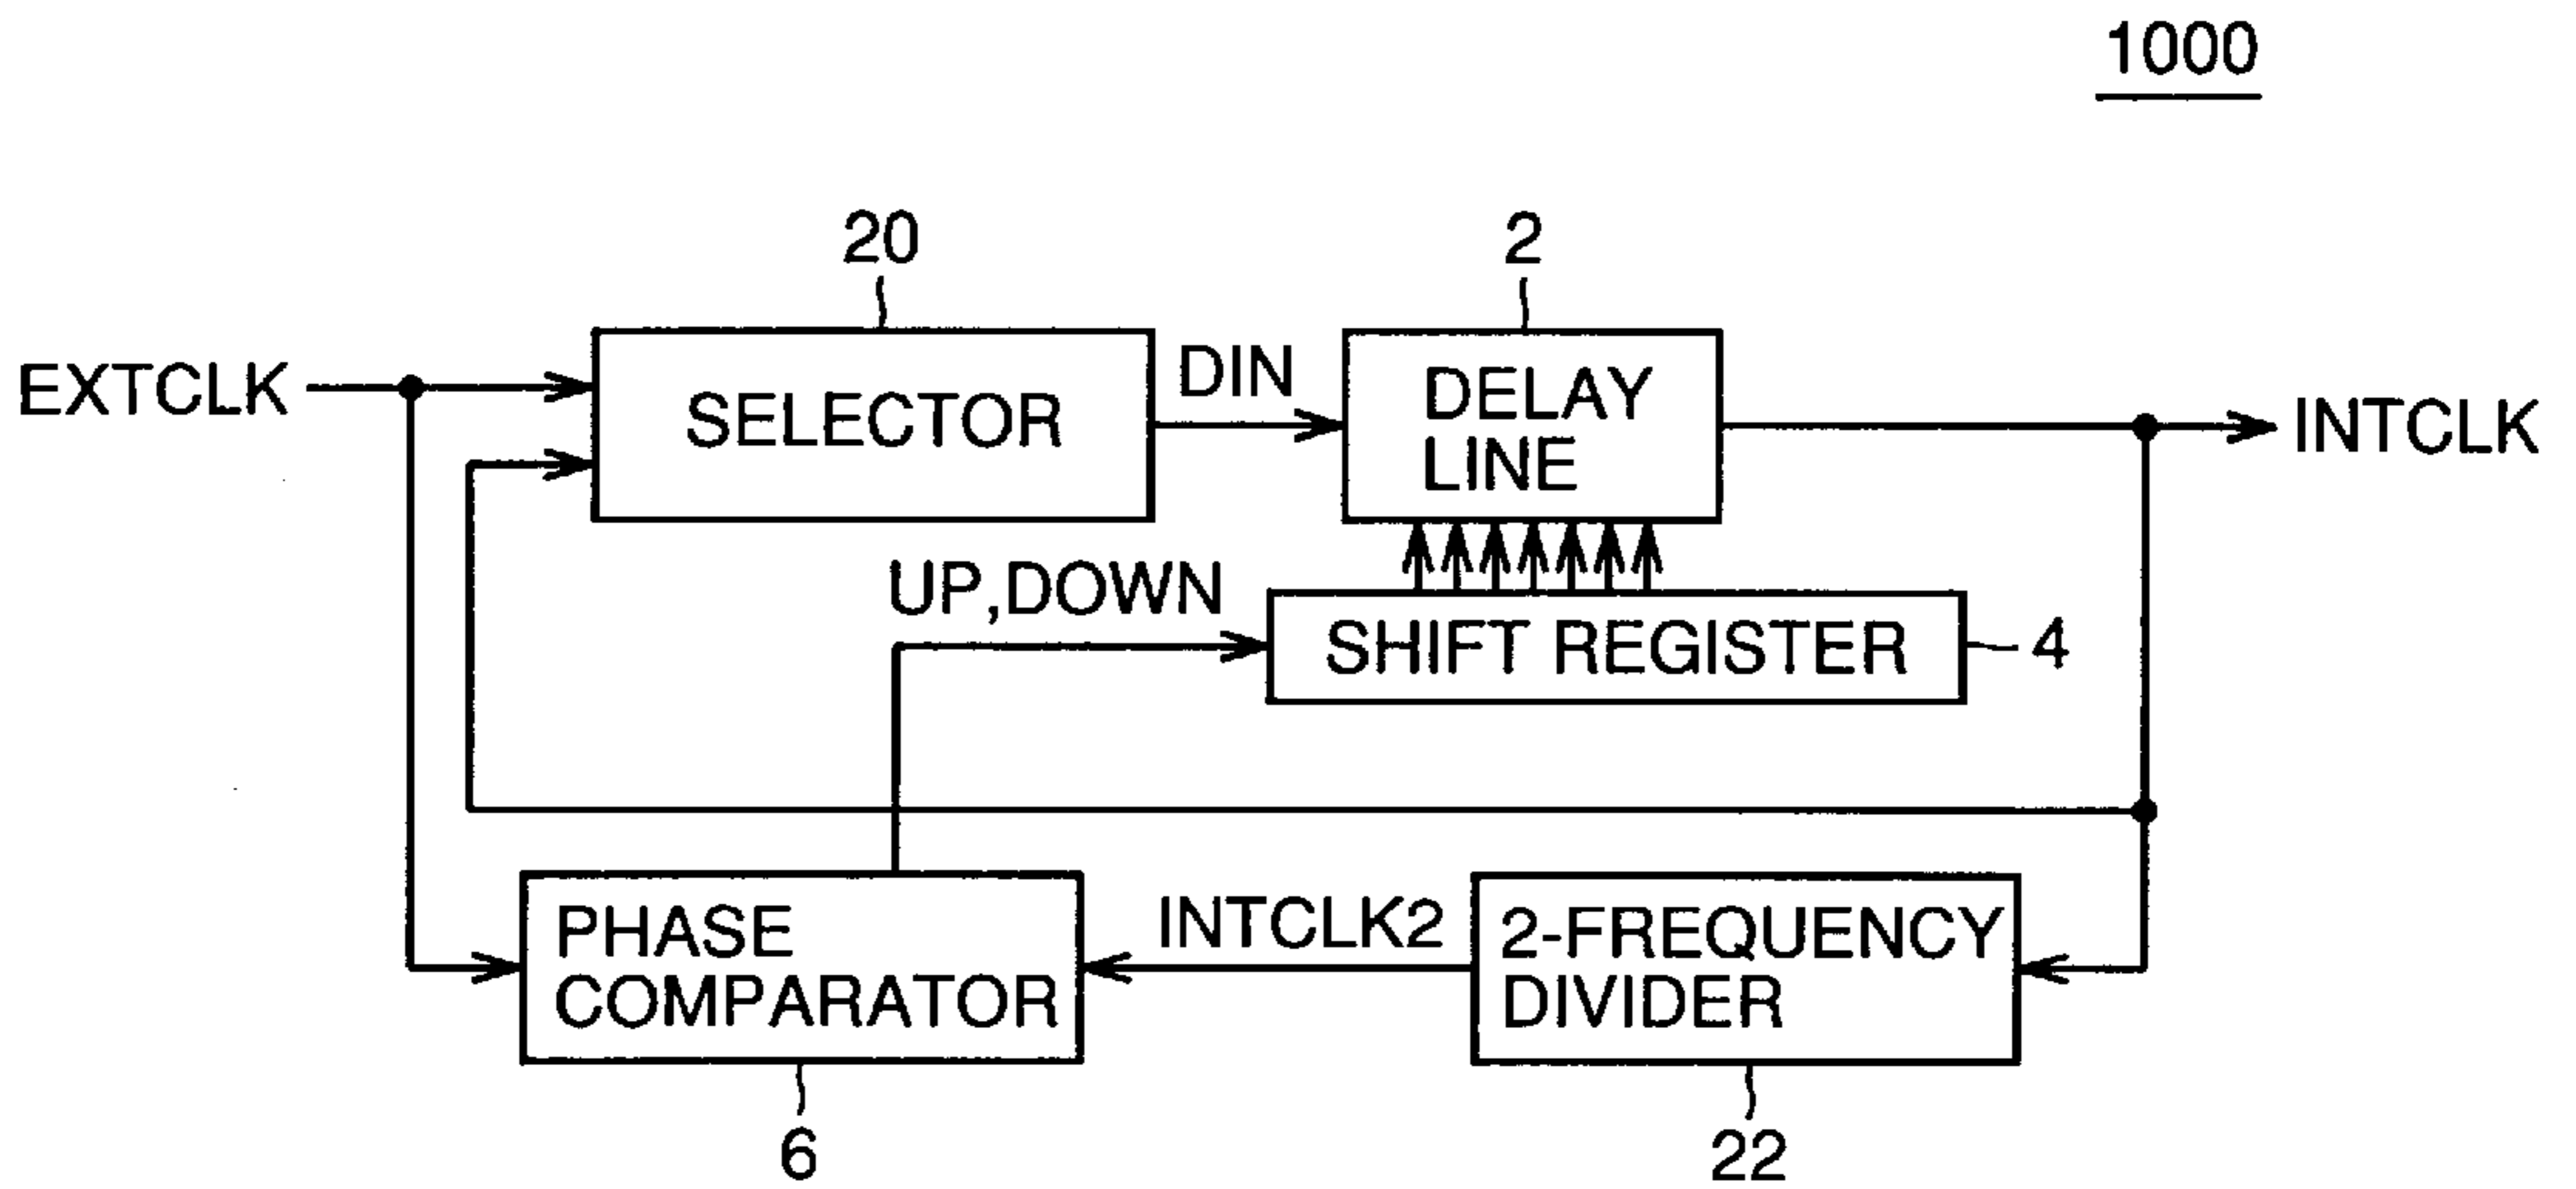 1000
20
2
EXTCLK
SELECTOR
DIN
DELAY
LINE
INTCLK
UP,DOWN
SHIFT REGISTER
4
PHASE
COMPARATOR
INTCLK2
2-FREQUENCY
DIVIDER
6
22